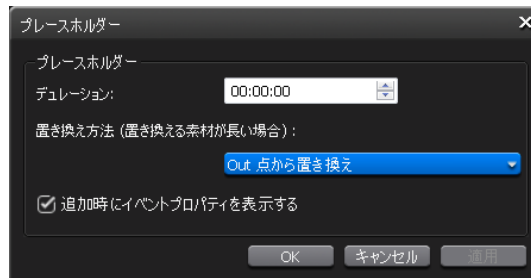 プレースホルダー
プレースホルダー
デュレーション:
00:00:00
置き換え方法 (置き換える素材が長い場合) :
Out 点から置き換え
追加時にイベントプロパティを表示する
OK キャンセル 適用